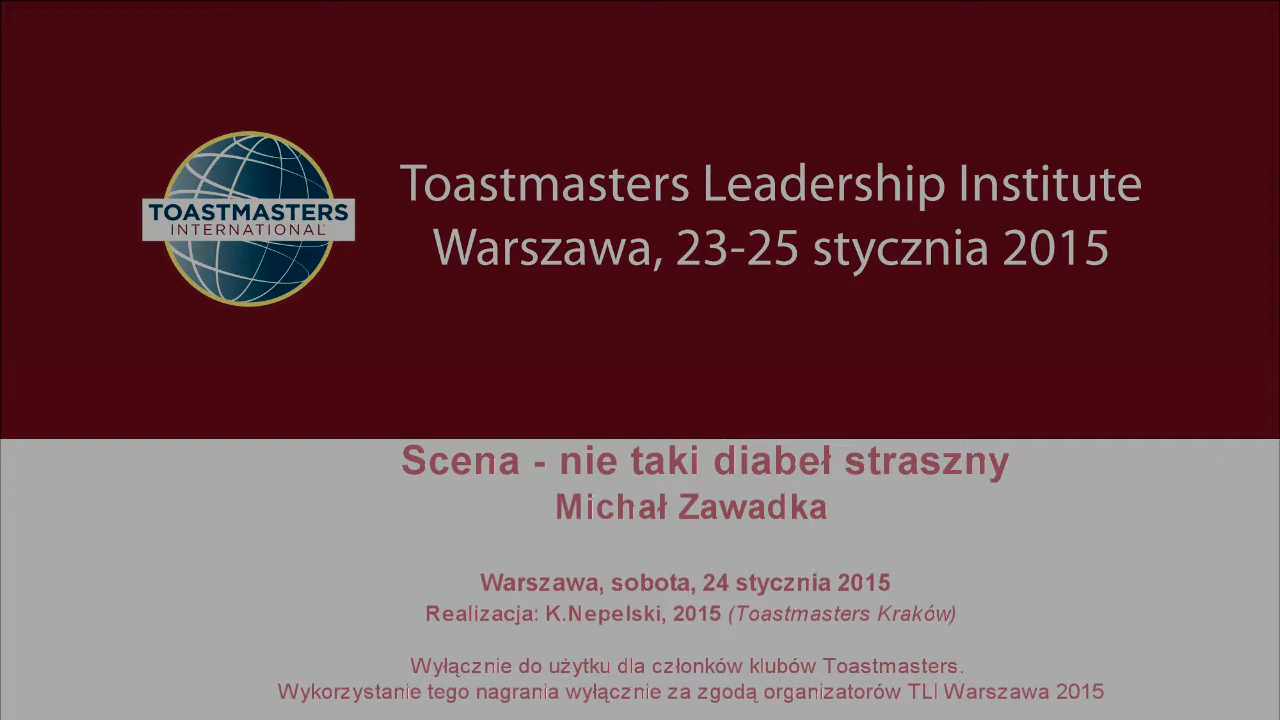 TOASTMASTERS
INTERNATIONAL
Toastmasters Leadership Institute
Warszawa, 23-25 stycznia 2015
Scena - nie taki diabeł straszny
Michał Zawadka
Warszawa, sobota, 24 stycznia 2015
Realizacja: K.Nepelski, 2015 (Toastmasters Kraków)
Wyłącznie do użytku dla członków klubów Toastmasters.
Wykorzystanie tego nagrania wyłącznie za zgodą organizatorów TLI Warszawa 2015